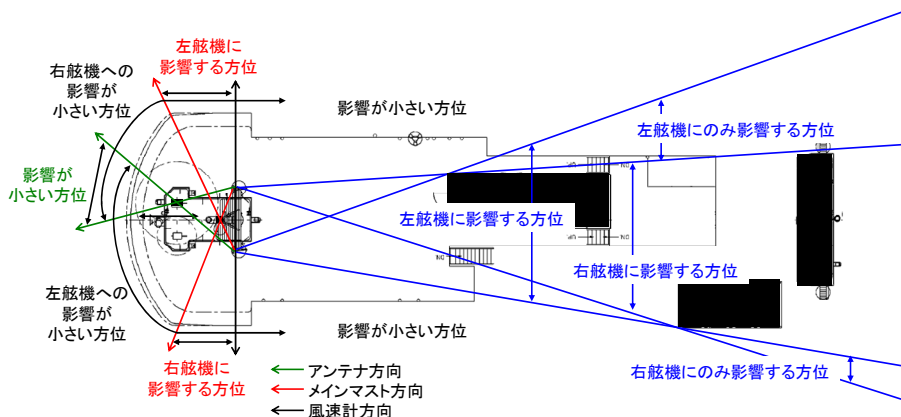 左舷機に
影響する方位
右舷機への
影響が
小さい方位
影響が小さい方位
左舷機にのみ影響する方位
影響が
小さい方位
左舷機に影響する方位
右舷機に影響する方位
左舷機への
影響が
小さい方位
影響が小さい方位
右舷機に
影響する方位
アンテナ方向
メインマスト方向
風速計方向
右舷機にのみ影響する方位